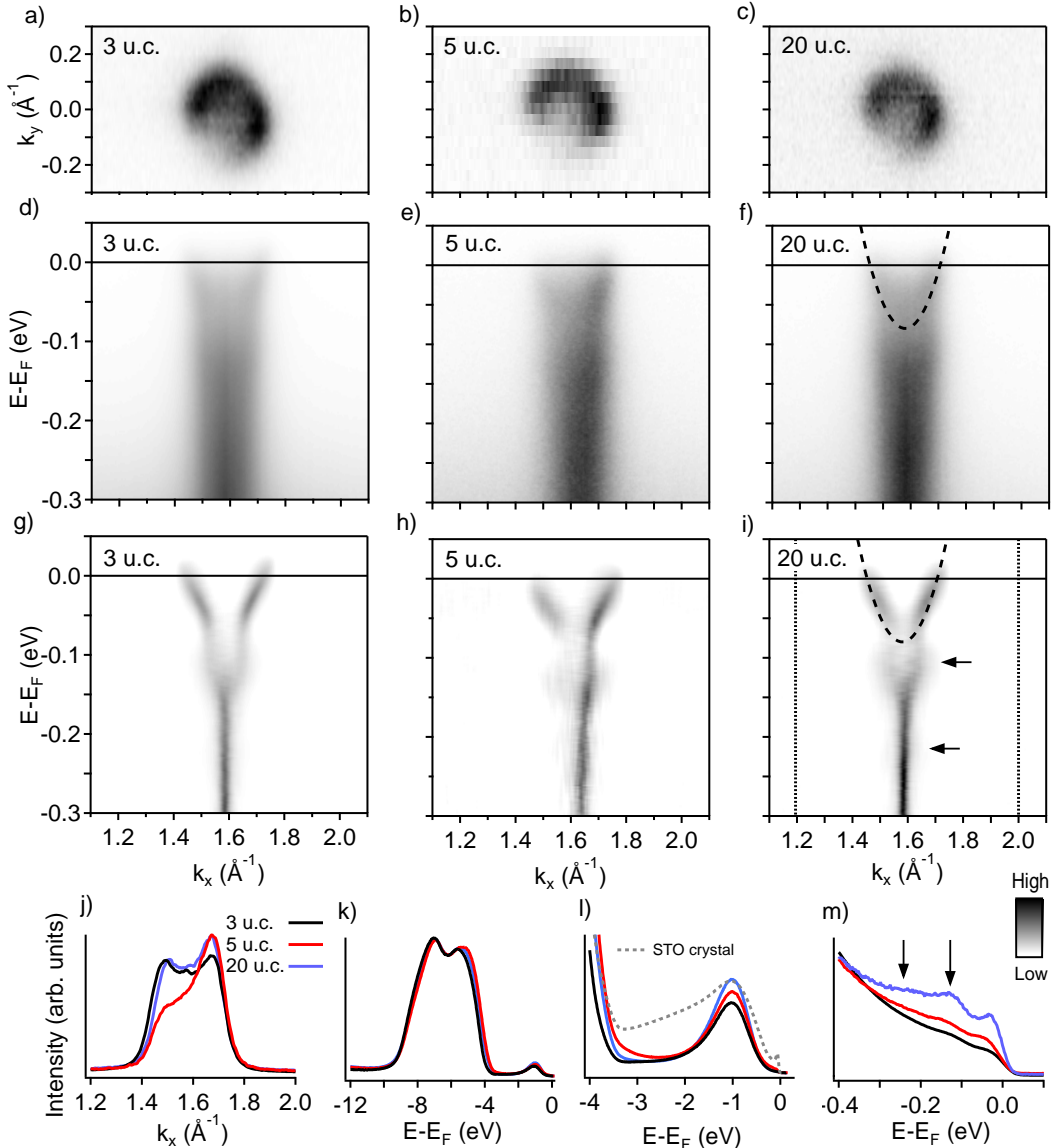 a)
b)
c)
3 u.c.
5 u.c.
20 u.c.
0.2
0.0
-0.2
k_y (Å⁻¹)
d)
e)
f)
3 u.c.
5 u.c.
20 u.c.
0.0
-0.1
-0.2
-0.3
E-E_F (eV)
g)
h)
i)
3 u.c.
5 u.c.
20 u.c.
0.0
-0.1
-0.2
-0.3
E-E_F (eV)
1.2 1.4 1.6 1.8 2.0
1.2 1.4 1.6 1.8 2.0
1.2 1.4 1.6 1.8 2.0
k_x (Å⁻¹)
k_x (Å⁻¹)
k_x (Å⁻¹)
High
Low
j)
k)
l)
m)
3 u.c.
5 u.c.
20 u.c.
STO crystal
Intensity (arb. units)
1.2 1.4 1.6 1.8 2.0
-12 -8 -4 0
-4 -3 -2 -1 0
-0.4 -0.2 0.0
k_x (Å⁻¹)
E-E_F (eV)
E-E_F (eV)
E-E_F (eV)